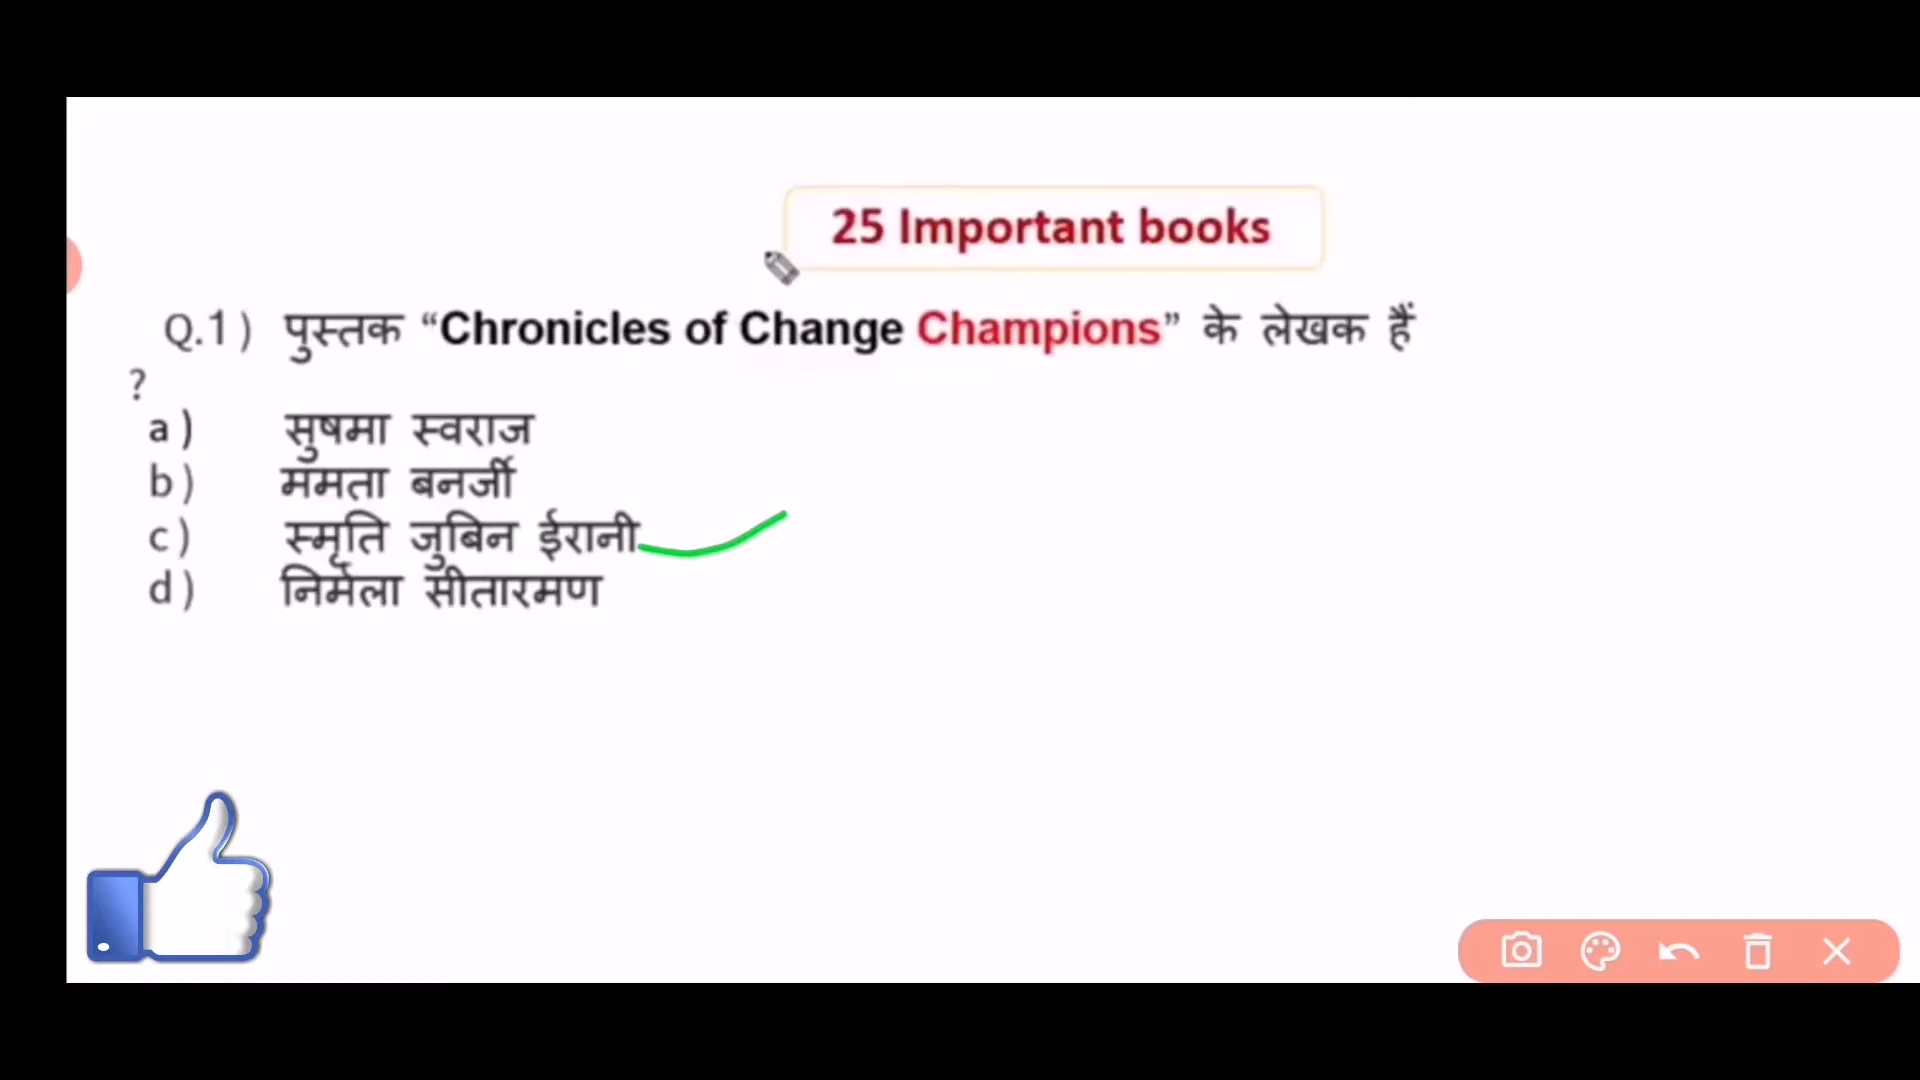 25 Important books
Q.1) पुस्तक “Chronicles of Change Champions” के लेखक हैं
?
a) सुषमा स्वराज
b) ममता बनर्जी
c) स्मृति जुबिन ईरानी
d) निर्मला सीतारमण